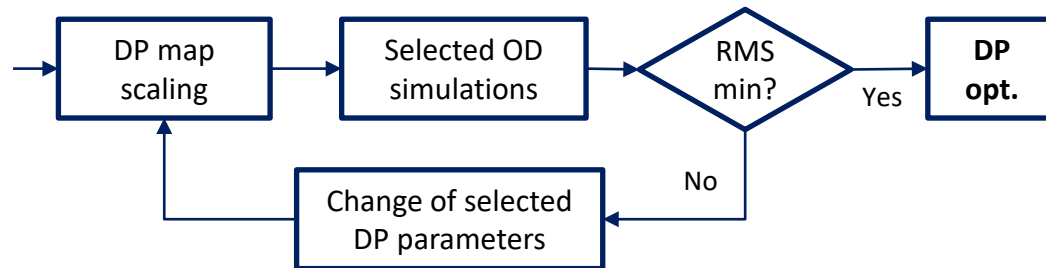 DP map
scaling
Selected OD
simulations
RMS
min?
Yes
DP
opt.
No
Change of selected
DP parameters